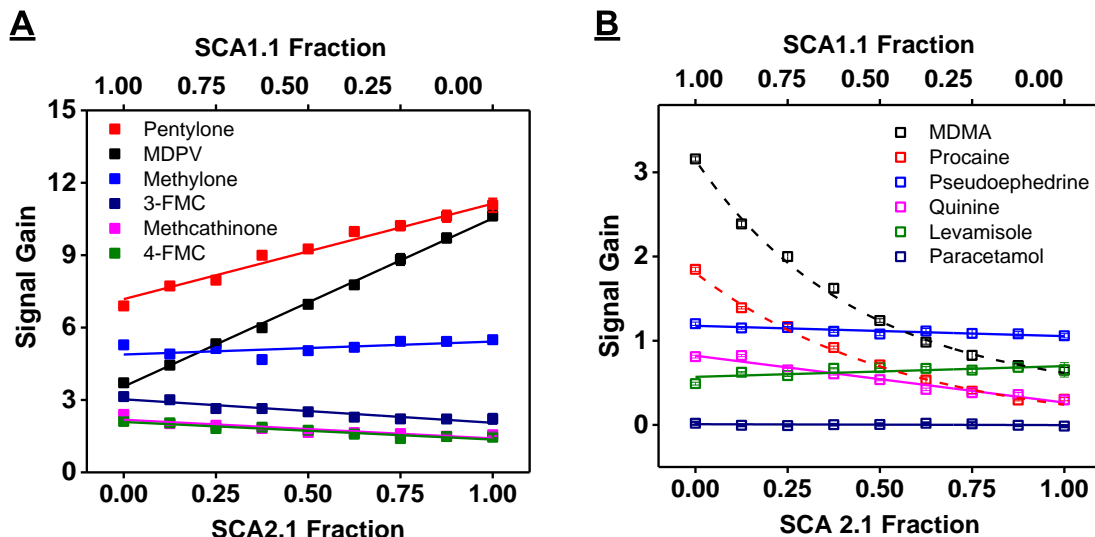 A
SCA1.1 Fraction
1.00 0.75 0.50 0.25 0.00
15
12
9
6
3
0
Signal Gain
Pentylone
MDPV
Methylone
3-FMC
Methcathinone
4-FMC
0.00 0.25 0.50 0.75 1.00
SCA2.1 Fraction
B
SCA1.1 Fraction
1.00 0.75 0.50 0.25 0.00
3
2
1
0
Signal Gain
MDMA
Procaine
Pseudoephedrine
Quinine
Levamisole
Paracetamol
0.00 0.25 0.50 0.75 1.00
SCA 2.1 Fraction